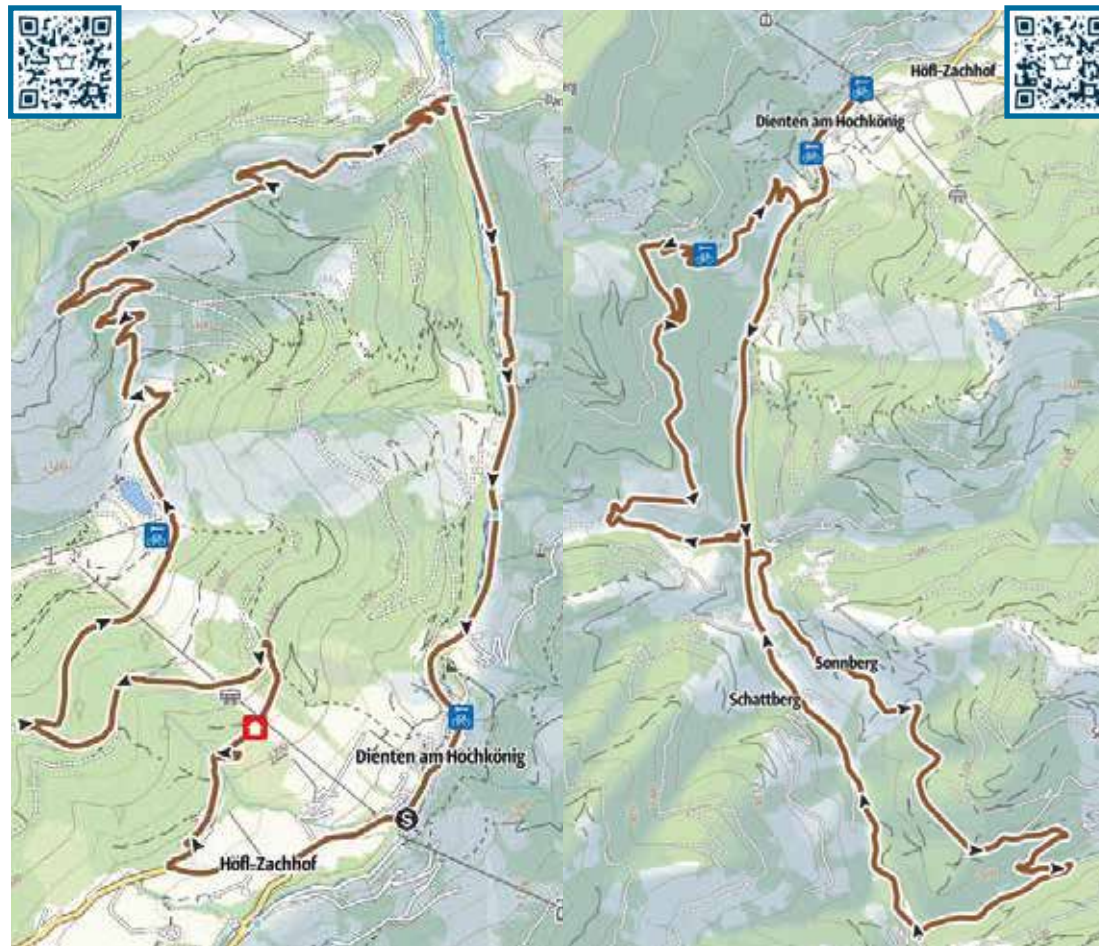 Dienten am Hochkönig
S
Höfl-Zachhof
Höfl-Zachhof
Dienten am Hochkönig
Sonnberg
Schattberg